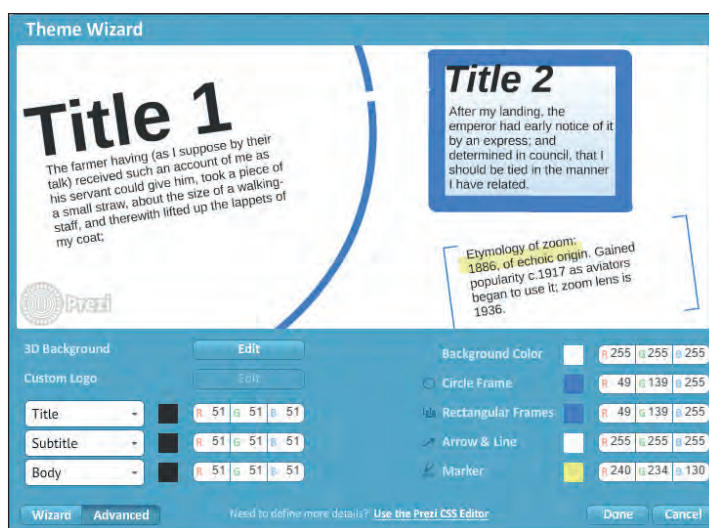 Theme Wizard
Title 1
The farmer having (as I suppose by their
talk) received such an account of me as
his servant could give him, took a piece of
a small straw, about the size of a walking-
staff, and therewith lifted up the lappets of
my coat;
Title 2
After my landing, the
emperor had early notice of it
by an express; and
determined in council, that I
should be tied in the manner
I have related.
Etymology of zoom:
1886, of echoic origin. Gained
popularity c.1917 as aviators
began to use it; zoom lens is
1936.
Prezi
3D Background Edit
Custom Logo Edit
Title R 51 G 51 B 51
Subtitle R 51 G 51 B 51
Body R 51 G 51 B 51
Background Color R 255 G 255 B 255
Circle Frame R 49 G 139 B 255
Rectangular Frames R 49 G 139 B 255
Arrow & Line R 255 G 255 B 255
Marker R 240 G 234 B 130
Wizard Advanced
Need to define more details? Use the Prezi CSS Editor
Done Cancel